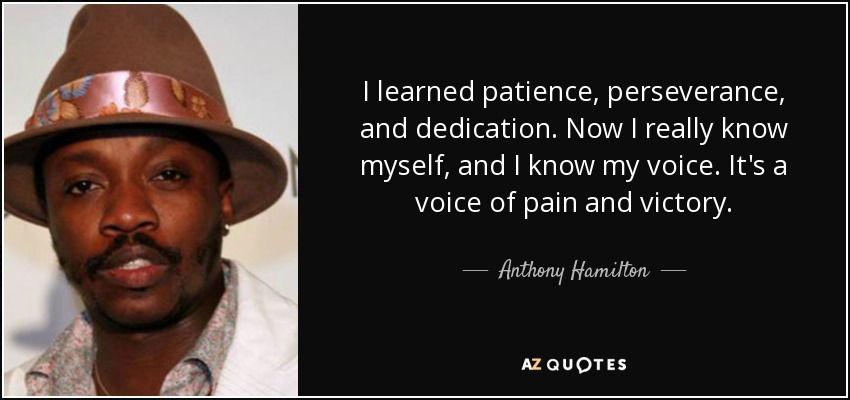 I learned patience, perseverance,
and dedication. Now I really know
myself, and I know my voice. It's a
voice of pain and victory.
Anthony Hamilton
AZ QUOTES